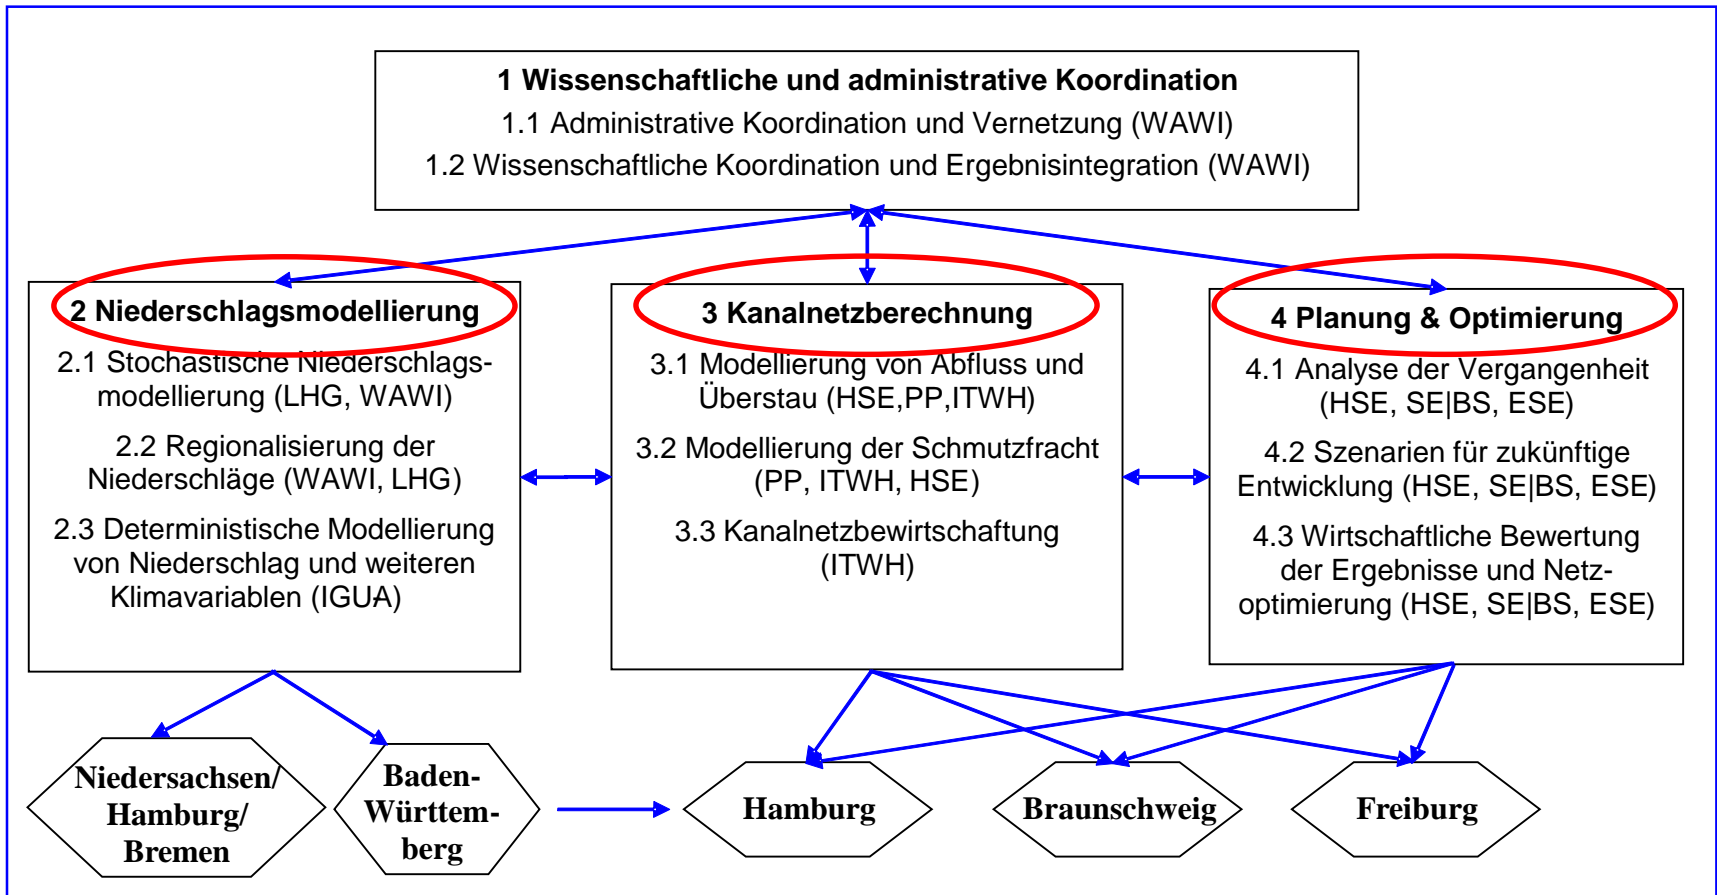 1 Wissenschaftliche und administrative Koordination
1.1 Administrative Koordination und Vernetzung (WAWI)
1.2 Wissenschaftliche Koordination und Ergebnisintegration (WAWI)
2 Niederschlagsmodellierung
2.1 Stochastische Niederschlags-
modellierung (LHG, WAWI)
2.2 Regionalisierung der
Niederschläge (WAWI, LHG)
2.3 Deterministische Modellierung
von Niederschlag und weiteren
Klimavariablen (IGUA)
3 Kanalnetzberechnung
3.1 Modellierung von Abfluss und
Überstau (HSE,PP,ITWH)
3.2 Modellierung der Schmutzfracht
(PP, ITWH, HSE)
3.3 Kanalnetzbewirtschaftung
(ITWH)
4 Planung & Optimierung
4.1 Analyse der Vergangenheit
(HSE, SE|BS, ESE)
4.2 Szenarien für zukünftige
Entwicklung (HSE, SE|BS, ESE)
4.3 Wirtschaftliche Bewertung
der Ergebnisse und Netz-
optimierung (HSE, SE|BS, ESE)
Niedersachsen/
Hamburg/
Bremen
Baden-
Württem-
berg
Hamburg
Braunschweig
Freiburg